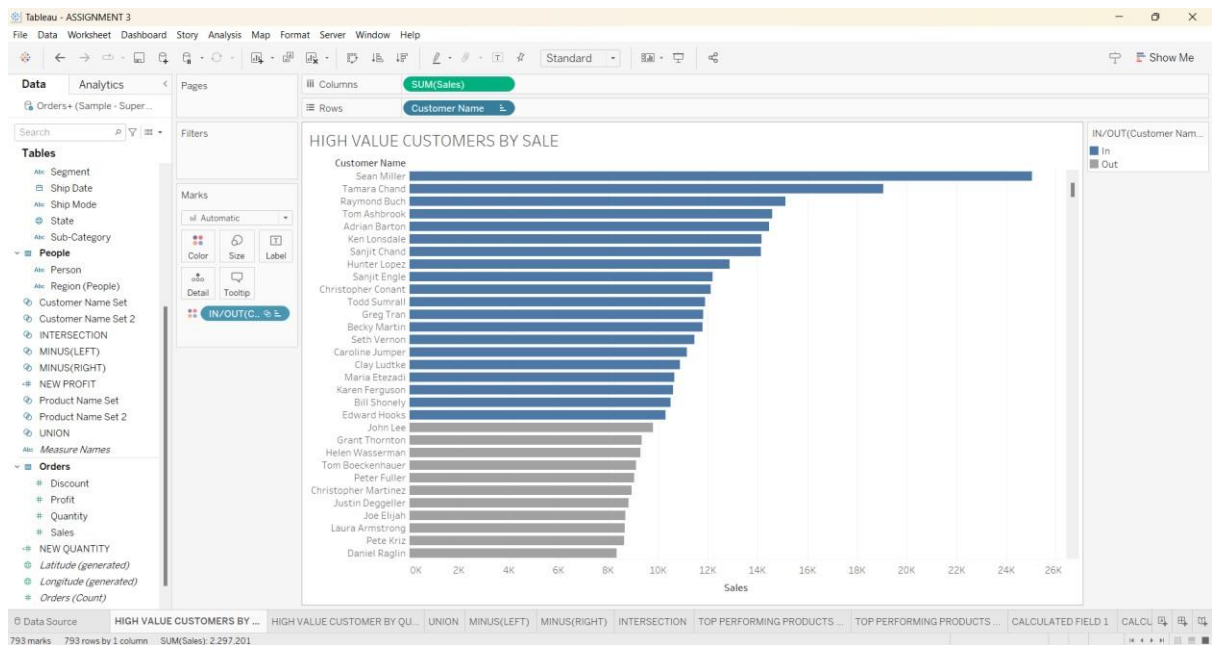 Tableau - ASSIGNMENT 3
File Data Worksheet Dashboard Story Analysis Map Format Server Window Help
Standard
Show Me
Data
Analytics
Orders+ (Sample - Super...
Search
Tables
Abc Segment
Ship Date
Abc Ship Mode
State
Abc Sub-Category
People
Abc Person
Abc Region (People)
Customer Name Set
Customer Name Set 2
INTERSECTION
MINUS(LEFT)
MINUS(RIGHT)
NEW PROFIT
Product Name Set
Product Name Set 2
UNION
Abc Measure Names
Orders
# Discount
# Profit
# Quantity
# Sales
NEW QUANTITY
Latitude (generated)
Longitude (generated)
# Orders (Count)
Pages
Filters
Marks
Automatic
Color Size Label
Detail Tooltip
IN/OUT(C..
Columns
SUM(Sales)
Rows
Customer Name
HIGH VALUE CUSTOMERS BY SALE
Customer Name
Sean Miller
Tamara Chand
Raymond Buch
Tom Ashbrook
Adrian Barton
Ken Lonsdale
Sanjit Chand
Hunter Lopez
Sanjit Engle
Christopher Conant
Todd Sumrall
Greg Tran
Becky Martin
Seth Vernon
Caroline Jumper
Clay Ludtke
Maria Etezadi
Karen Ferguson
Bill Shonely
Edward Hooks
John Lee
Grant Thornton
Helen Wasserman
Tom Boeckenhauer
Peter Fuller
Christopher Martinez
Justin Deggeller
Joe Elijah
Laura Armstrong
Pete Kriz
Daniel Raglin
0K 2K 4K 6K 8K 10K 12K 14K 16K 18K 20K 22K 24K 26K
Sales
IN/OUT(Customer Nam...
In
Out
Data Source
HIGH VALUE CUSTOMERS BY ...
HIGH VALUE CUSTOMER BY QU...
UNION
MINUS(LEFT)
MINUS(RIGHT)
INTERSECTION
TOP PERFORMING PRODUCTS ...
TOP PERFORMING PRODUCTS ...
CALCULATED FIELD 1
CALCU
793 marks 793 rows by 1 column SUM(Sales): 2,297,201